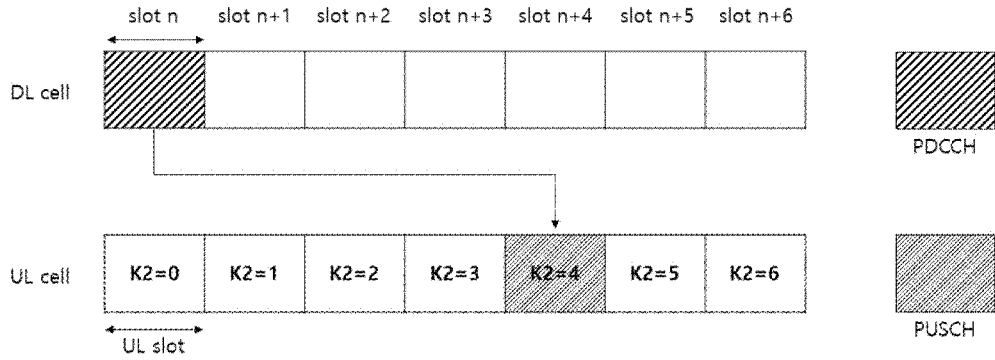 slot n slot n+1 slot n+2 slot n+3 slot n+4 slot n+5 slot n+6
DL cell
PDCCH
UL cell K2=0 K2=1 K2=2 K2=3 K2=4 K2=5 K2=6
UL slot
PUSCH